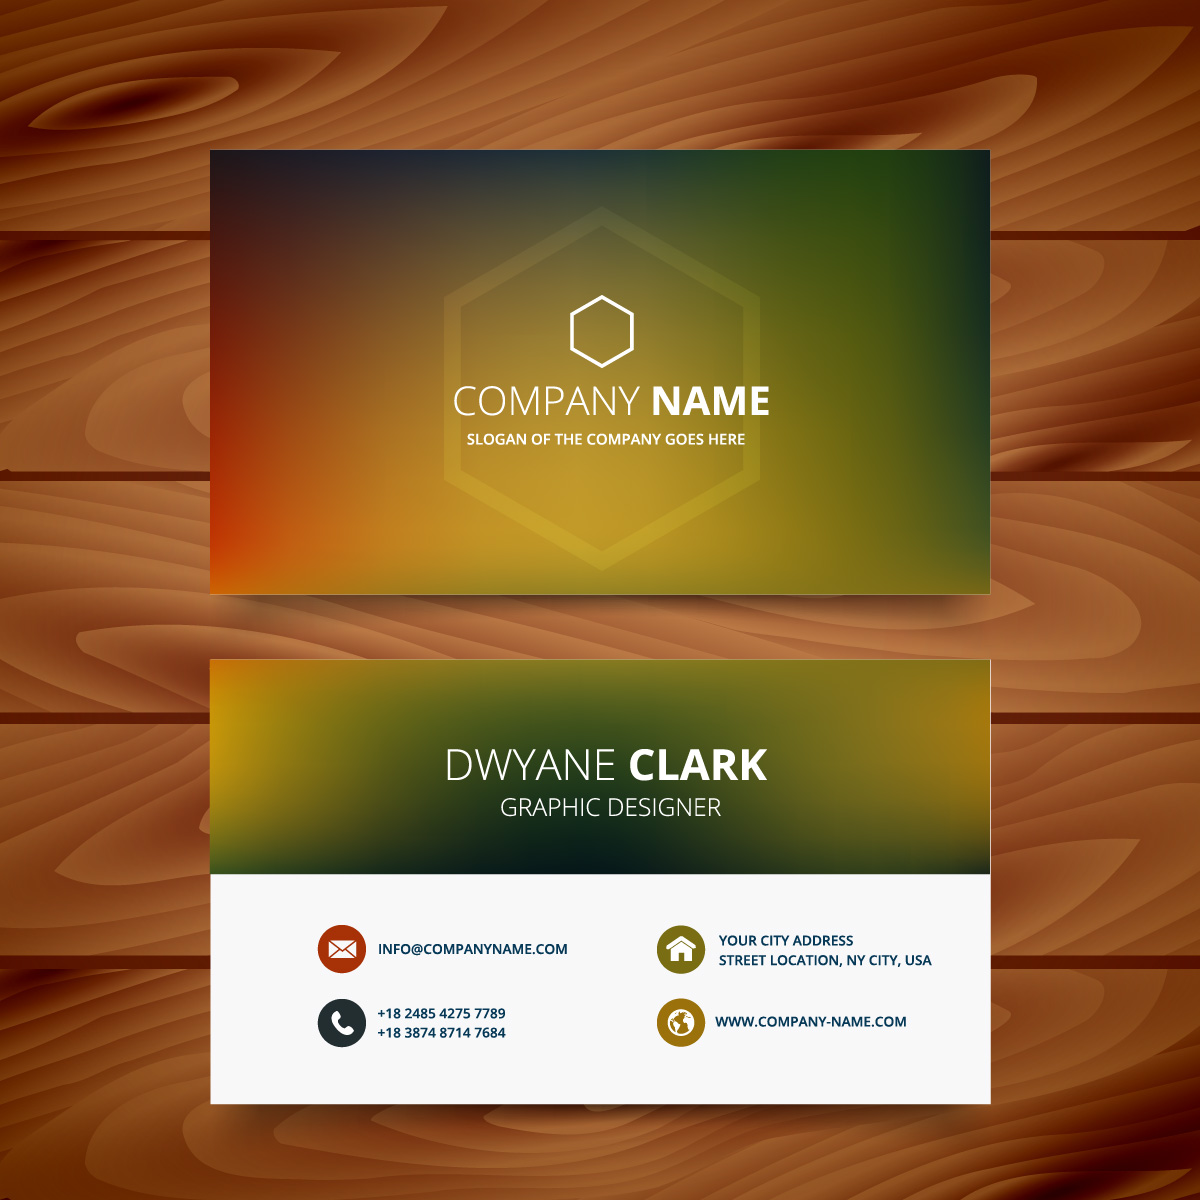 COMPANY NAME
SLOGAN OF THE COMPANY GOES HERE
DWYANE CLARK
GRAPHIC DESIGNER
INFO@COMPANYNAME.COM
+18 2485 4275 7789
+18 3874 8714 7684
YOUR CITY ADDRESS
STREET LOCATION, NY CITY, USA
WWW.COMPANY-NAME.COM